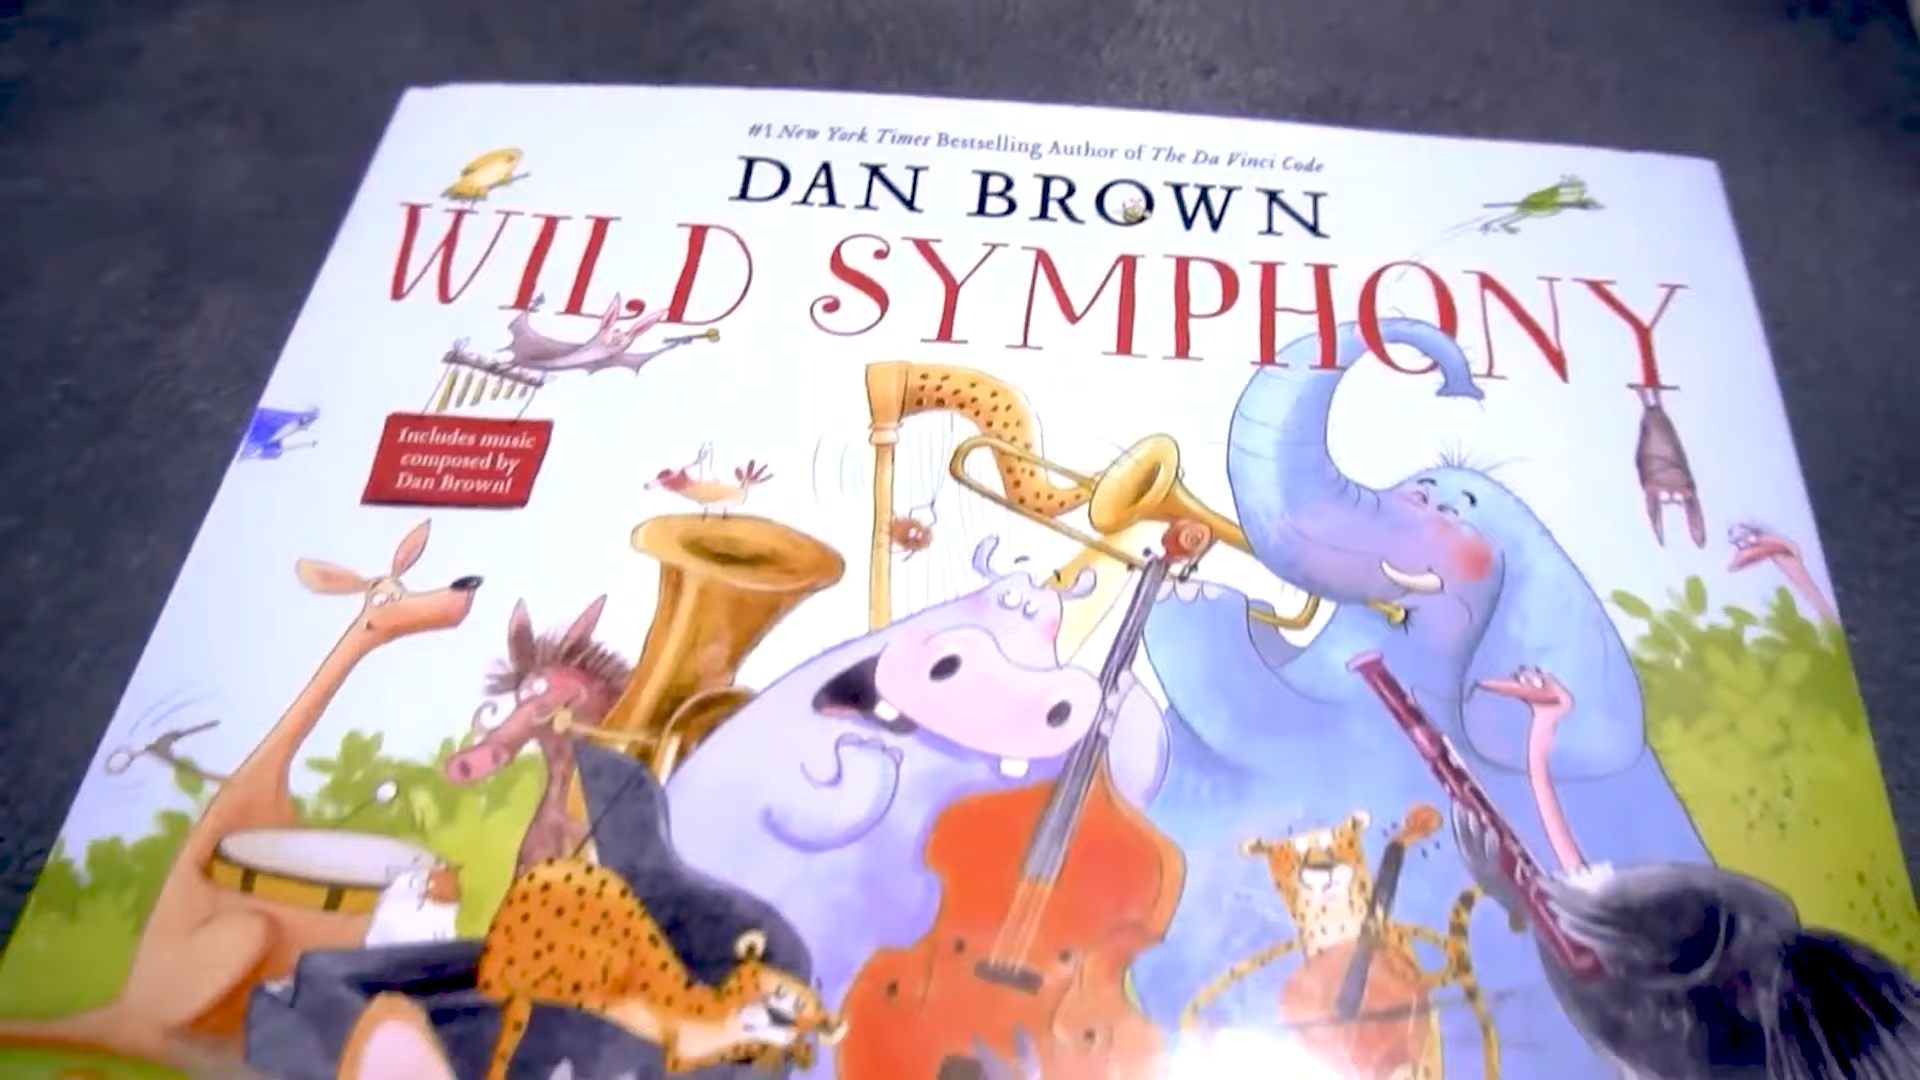 #1 New York Times Bestselling Author of The Da Vinci Code
DAN BROWN
WILD SYMPHONY
Includes music
composed by
Dan Brown!